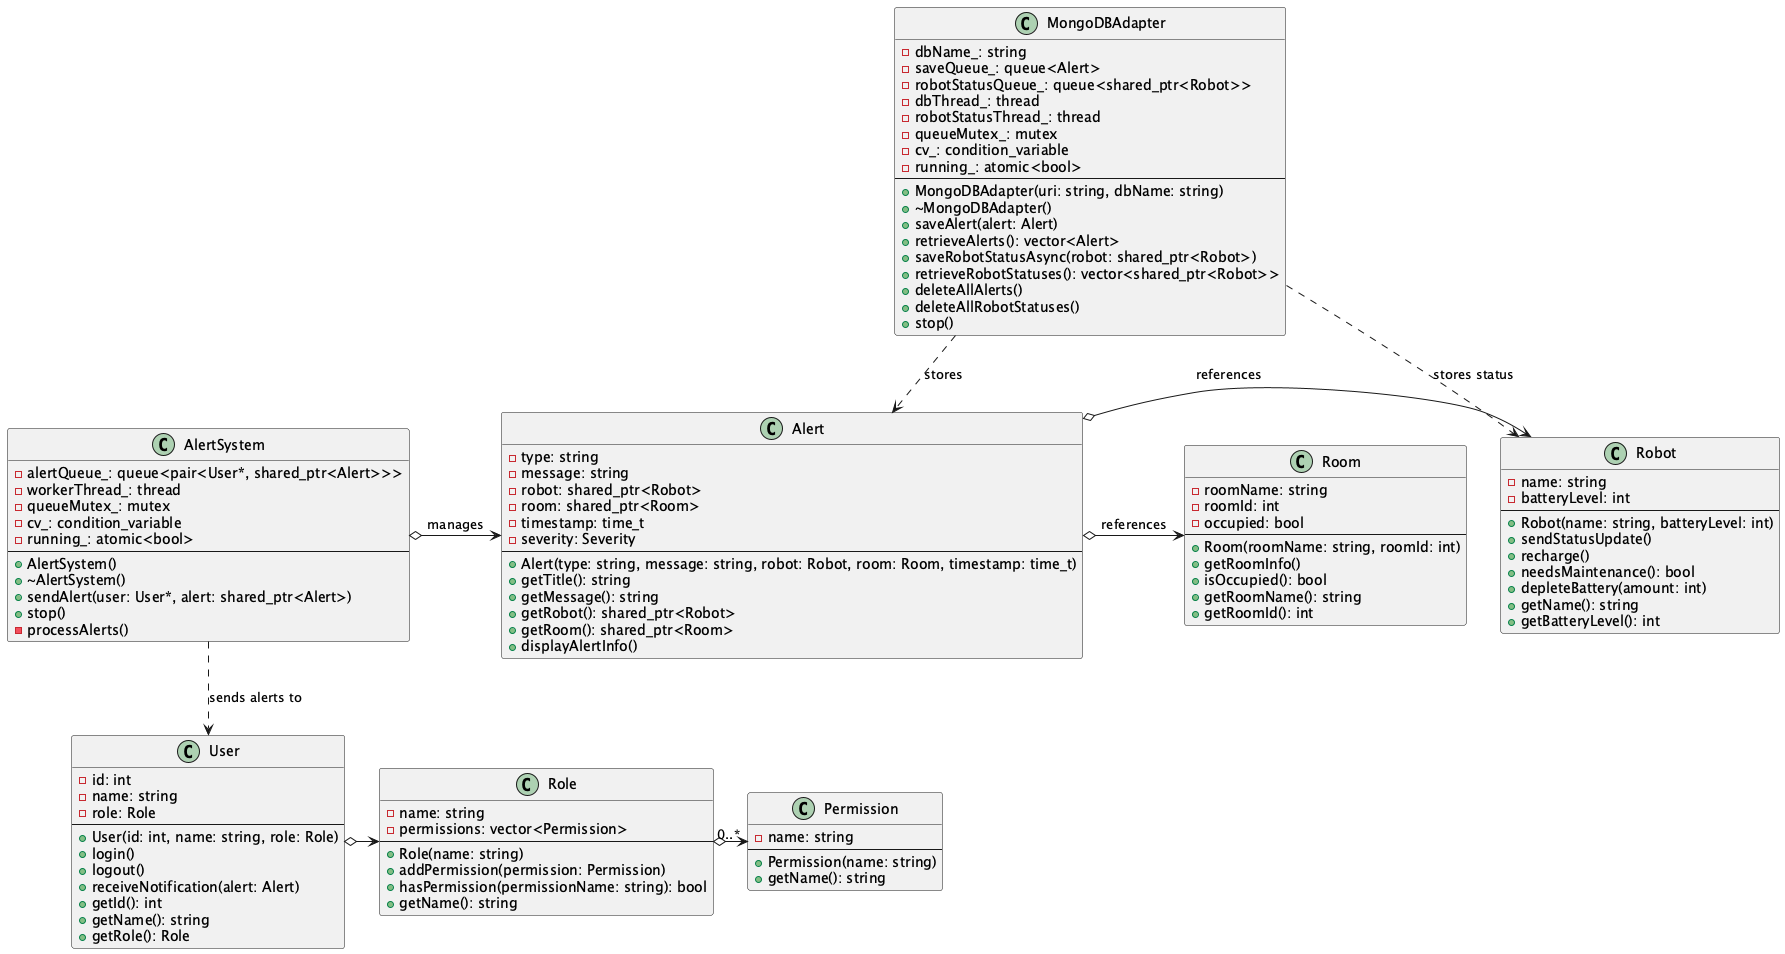 C MongoDBAdapter
dbName_: string
saveQueue_: queue<Alert>
robotStatusQueue_: queue<shared_ptr<Robot>>
dbThread_: thread
robotStatusThread_: thread
queueMutex_: mutex
cv_: condition_variable
running_: atomic<bool>
MongoDBAdapter(uri: string, dbName: string)
~MongoDBAdapter()
saveAlert(alert: Alert)
retrieveAlerts(): vector<Alert>
saveRobotStatusAsync(robot: shared_ptr<Robot>)
retrieveRobotStatuses(): vector<shared_ptr<Robot>>
deleteAllAlerts()
deleteAllRobotStatuses()
stop()
stores
references
stores status
C AlertSystem
alertQueue_: queue<pair<User*, shared_ptr<Alert>>>
workerThread_: thread
queueMutex_: mutex
cv_: condition_variable
running_: atomic<bool>
AlertSystem()
~AlertSystem()
sendAlert(user: User*, alert: shared_ptr<Alert>)
stop()
processAlerts()
manages
C Alert
type: string
message: string
robot: shared_ptr<Robot>
room: shared_ptr<Room>
timestamp: time_t
severity: Severity
Alert(type: string, message: string, robot: Robot, room: Room, timestamp: time_t)
getTitle(): string
getMessage(): string
getRobot(): shared_ptr<Robot>
getRoom(): shared_ptr<Room>
displayAlertInfo()
references
C Room
roomName: string
roomId: int
occupied: bool
Room(roomName: string, roomId: int)
getRoomInfo()
isOccupied(): bool
getRoomName(): string
getRoomId(): int
C Robot
name: string
batteryLevel: int
Robot(name: string, batteryLevel: int)
sendStatusUpdate()
recharge()
needsMaintenance(): bool
depleteBattery(amount: int)
getName(): string
getBatteryLevel(): int
sends alerts to
C User
id: int
name: string
role: Role
User(id: int, name: string, role: Role)
login()
logout()
receiveNotification(alert: Alert)
getId(): int
getName(): string
getRole(): Role
C Role
name: string
permissions: vector<Permission>
Role(name: string)
addPermission(permission: Permission)
hasPermission(permissionName: string): bool
getName(): string
0..*
C Permission
name: string
Permission(name: string)
getName(): string